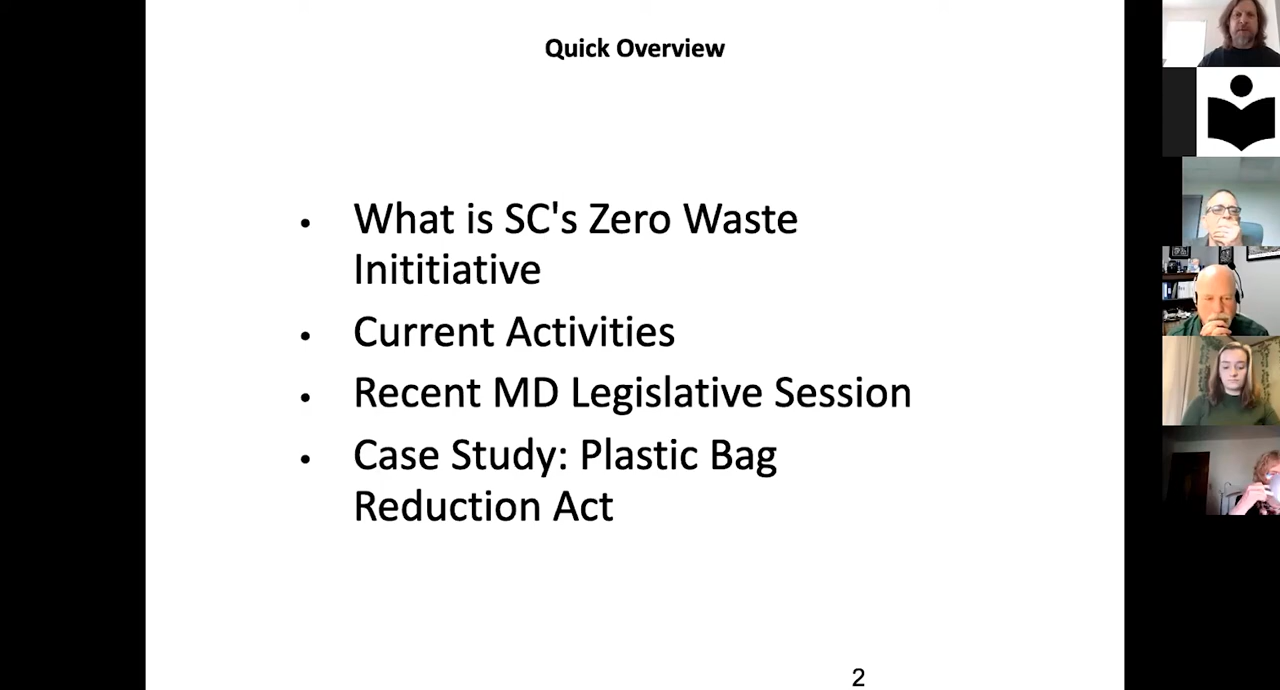 Quick Overview
• What is SC's Zero Waste
Inititiative
• Current Activities
• Recent MD Legislative Session
• Case Study: Plastic Bag
Reduction Act
2